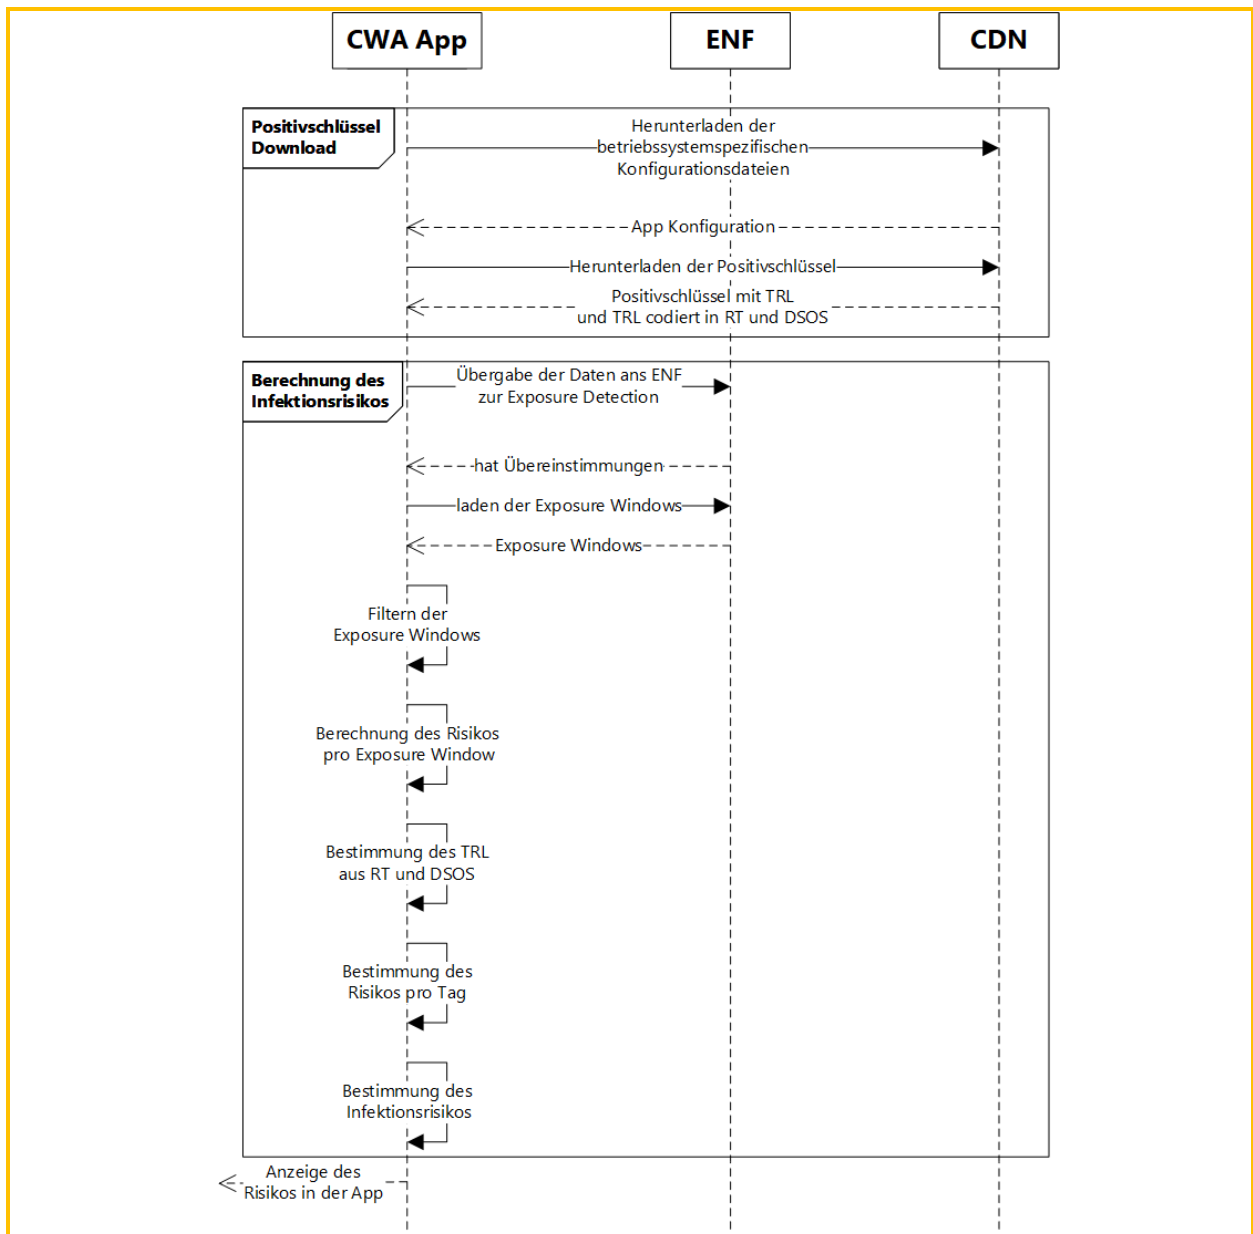 CWA App
ENF
CDN
Positivschlüssel
Download
Herunterladen der
betriebssystemspezifischen
Konfigurationsdateien
App Konfiguration
Herunterladen der Positivschlüssel
Positivschlüssel mit TRL
und TRL codiert in RT und DSOS
Berechnung des
Infektionsrisikos
Übergabe der Daten ans ENF
zur Exposure Detection
hat Übereinstimmungen
laden der Exposure Windows
Exposure Windows
Filtern der
Exposure Windows
Berechnung des Risikos
pro Exposure Window
Bestimmung des TRL
aus RT und DSOS
Bestimmung des
Risikos pro Tag
Bestimmung des
Infektionsrisikos
Anzeige des
Risikos in der App